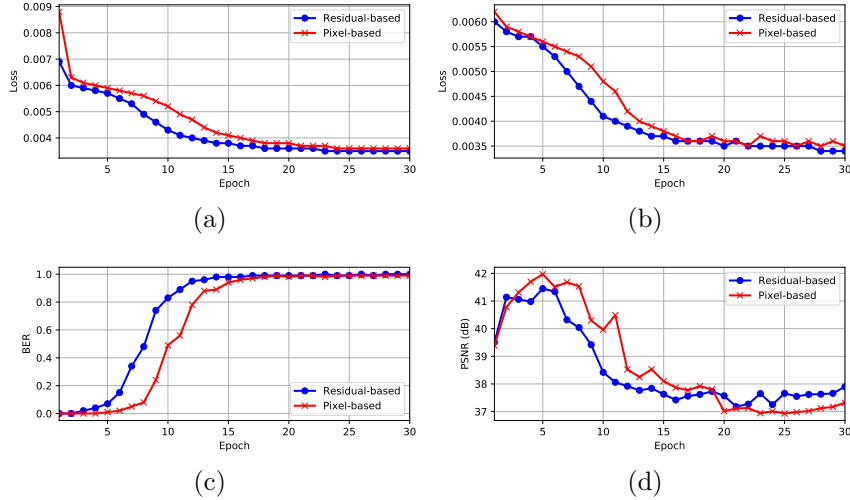 0.009
0.008
0.007
0.006
0.005
0.004
Loss
5
10
15
20
25
30
Epoch
Residual-based
Pixel-based
(a)
0.0060
0.0055
0.0050
0.0045
0.0040
0.0035
Loss
5
10
15
20
25
30
Epoch
Residual-based
Pixel-based
(b)
1.0
0.8
0.6
0.4
0.2
0.0
BER
5
10
15
20
25
30
Epoch
Residual-based
Pixel-based
(c)
42
41
40
39
38
37
PSNR (dB)
5
10
15
20
25
30
Epoch
Residual-based
Pixel-based
(d)